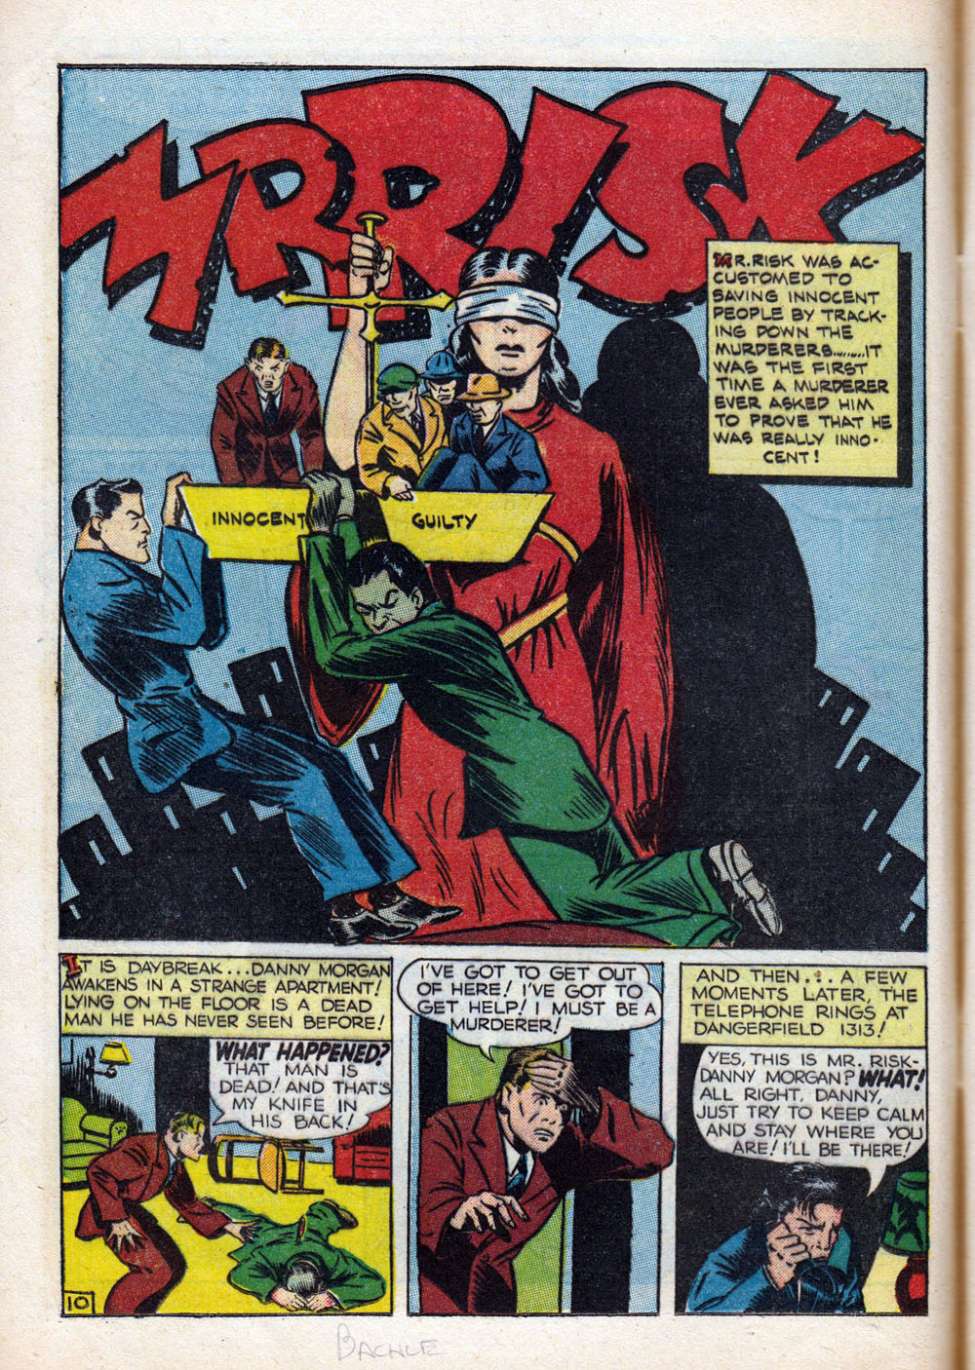 MR RISK
MR. RISK WAS AC-
CUSTOMED TO
SAVING INNOCENT
PEOPLE BY TRACK-
ING DOWN THE
MURDERERS........IT
WAS THE FIRST
TIME A MURDERER
EVER ASKED HIM
TO PROVE THAT HE
WAS REALLY INNO-
CENT!
INNOCENT
GUILTY
IT IS DAYBREAK...DANNY MORGAN
AWAKENS IN A STRANGE APARTMENT!
LYING ON THE FLOOR IS A DEAD
MAN HE HAS NEVER SEEN BEFORE!
WHAT HAPPENED?
THAT MAN IS
DEAD! AND THAT'S
MY KNIFE IN
HIS BACK!
10
I'VE GOT TO GET OUT
OF HERE! I'VE GOT TO
GET HELP! I MUST BE A
MURDERER!
AND THEN... A FEW
MOMENTS LATER, THE
TELEPHONE RINGS AT
DANGERFIELD 1313!
YES, THIS IS MR. RISK-
DANNY MORGAN? WHAT!
ALL RIGHT, DANNY,
JUST TRY TO KEEP CALM
AND STAY WHERE YOU
ARE! I'LL BE THERE!